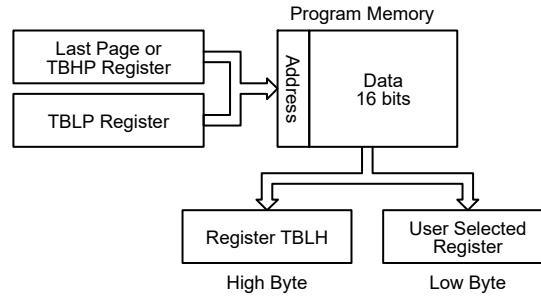 Program Memory
Last Page or
TBHP Register
TBLP Register
Address
Data
16 bits
Register TBLH
User Selected
Register
High Byte
Low Byte